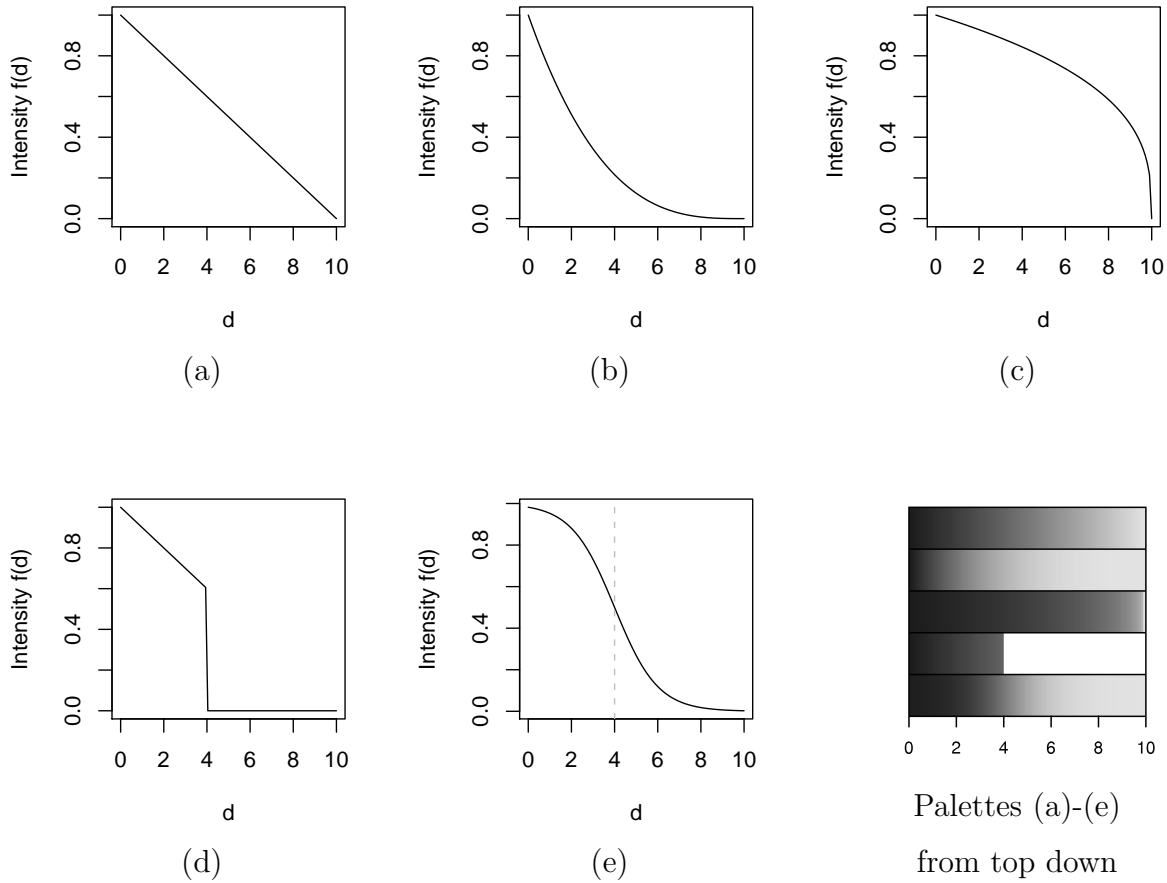 Intensity f(d)
0.0 0.4 0.8
0 2 4 6 8 10
d
(a)
Intensity f(d)
0.0 0.4 0.8
0 2 4 6 8 10
d
(b)
Intensity f(d)
0.0 0.4 0.8
0 2 4 6 8 10
d
(c)
Intensity f(d)
0.0 0.4 0.8
0 2 4 6 8 10
d
(d)
Intensity f(d)
0.0 0.4 0.8
0 2 4 6 8 10
d
(e)
0 2 4 6 8 10
Palettes (a)-(e)
from top down